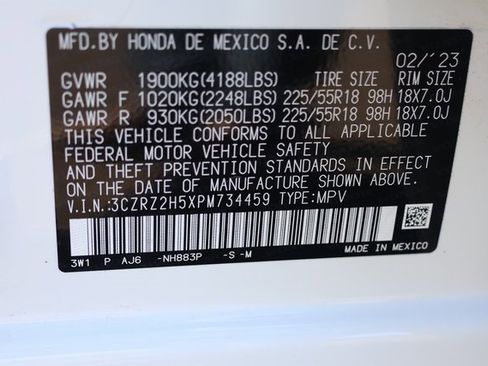 MFD.BY HONDA DE MEXICO S.A. DE C.V.
02/'23
GVWR 1900KG(4188LBS) TIRE SIZE RIM SIZE
GAWR F 1020KG(2248LBS) 225/55R18 98H 18X7.0J
GAWR R 930KG(2050LBS) 225/55R18 98H 18X7.0J
THIS VEHICLE CONFORMS TO ALL APPLICABLE
FEDERAL MOTOR VEHICLE SAFETY
AND THEFT PREVENTION STANDARDS IN EFFECT
ON THE DATE OF MANUFACTURE SHOWN ABOVE.
V.I.N.:3CZRZ2H5XPM734459 TYPE:MPV
3W1 P AJ6 -NH883P -S -M
MADE IN MEXICO